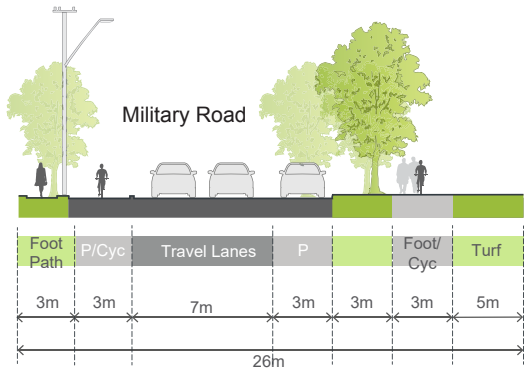 Military Road
Foot
Path
P/Cyc
Travel Lanes
P
Foot/
Cyc
Turf
3m
3m
7m
3m
3m
3m
5m
26m